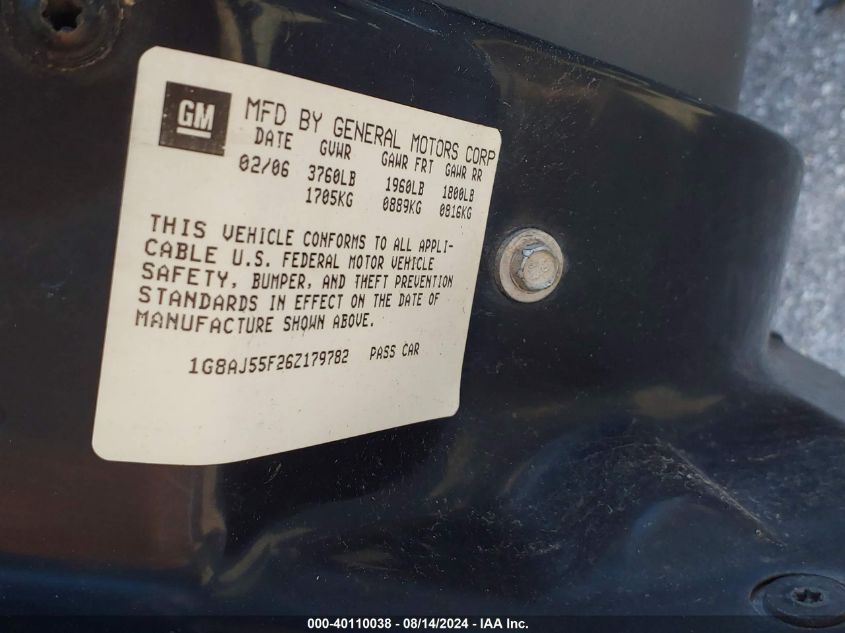 GM
MFD BY GENERAL MOTORS CORP
DATE GVWR GAWR FRT GAWR RR
02/06 3760LB 1960LB 1800LB
1705KG 0889KG 0816KG
THIS VEHICLE CONFORMS TO ALL APPLI-
CABLE U.S. FEDERAL MOTOR VEHICLE
SAFETY, BUMPER, AND THEFT PREVENTION
STANDARDS IN EFFECT ON THE DATE OF
MANUFACTURE SHOWN ABOVE.
1G8AJ55F26Z179782 PASS CAR
000-40110038 - 08/14/2024 - IAA Inc.